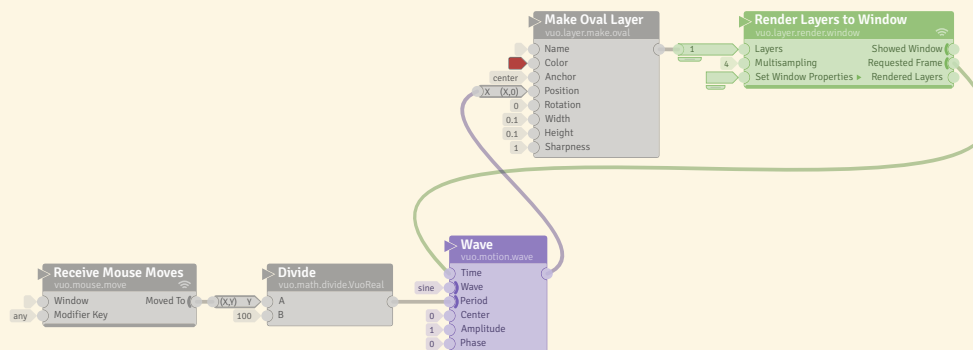 Make Oval Layer
vuo.layer.make.oval
Name
Color
center Anchor
X (X,0) Position
0 Rotation
0.1 Width
0.1 Height
1 Sharpness
Render Layers to Window
vuo.layer.render.window
1 Layers Showed Window
4 Multisampling Requested Frame
Set Window Properties ▸ Rendered Layers
Receive Mouse Moves
vuo.mouse.move
Window Moved To
any Modifier Key
Divide
vuo.math.divide.VuoReal
(X,Y) Y A
100 B
Wave
vuo.motion.wave
Time
sine Wave
Period
0 Center
1 Amplitude
0 Phase